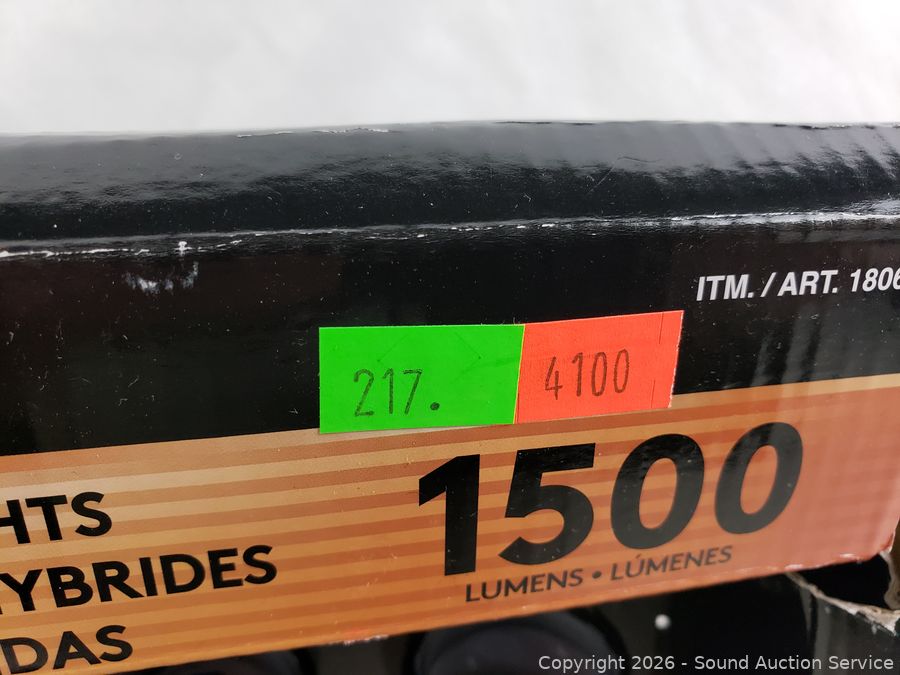 ITM. / ART. 1806
217.
4100
1500
LUMENS • LÚMENES
HTS
YBRIDES
DAS
Copyright 2026 - Sound Auction Service